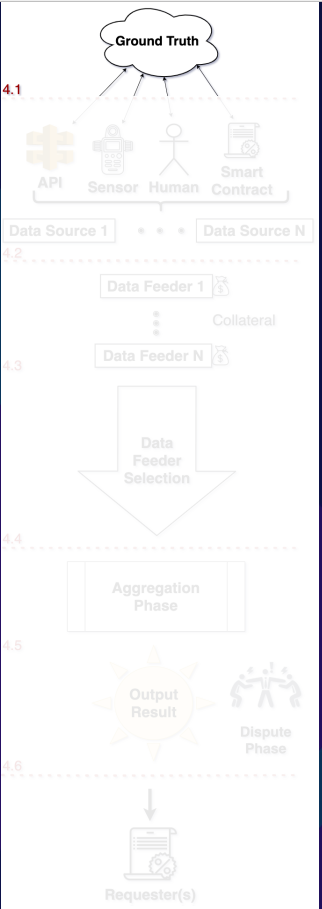 Ground Truth
4.1
API
Sensor
Human
Smart
Contract
Data Source 1
Data Source N
4.2
Data Feeder 1
$
Collateral
Data Feeder N
$
4.3
Data
Feeder
Selection
4.4
Aggregation
Phase
4.5
Output
Result
Dispute
Phase
4.6
Requester(s)